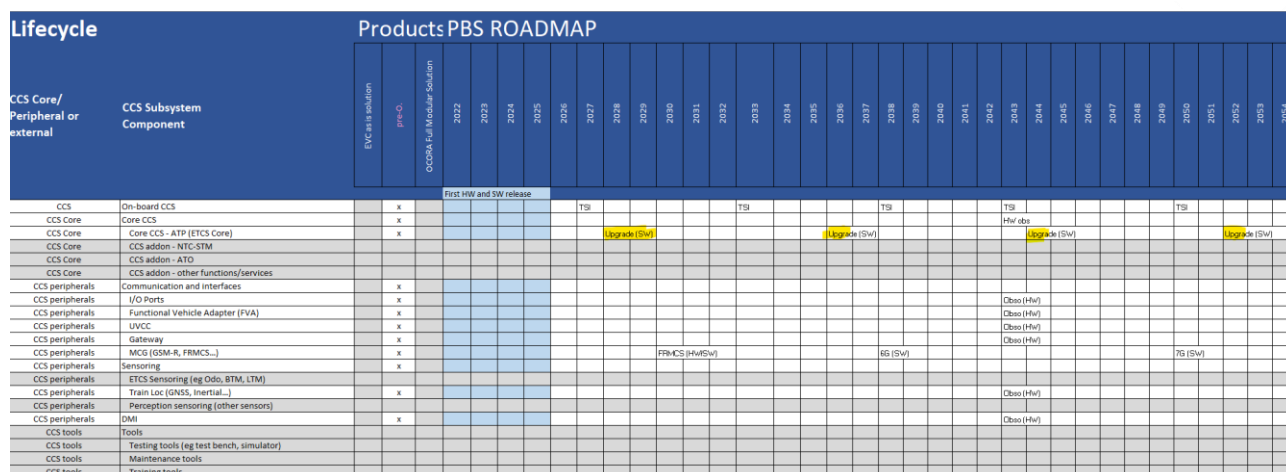 Lifecycle Products PBS ROADMAP
CCS Core/ Peripheral or external CCS Subsystem Component EVC as is solution pre-O. OCORA Full Modular Solution 2022 2023 2024 2025 2026 2027 2028 2029 2030 2031 2032 2033 2034 2035 2036 2037 2038 2039 2040 2041 2042 2043 2044 2045 2046 2047 2048 2049 2050 2051 2052 2053 2054
First HW and SW release
CCS On-board CCS x TSI TSI TSI TSI TSI
CCS Core Core CCS x HW obs
CCS Core Core CCS - ATP (ETCS Core) x Upgrade (SW) Upgrade (SW) Upgrade (SW) Upgrade (SW)
CCS Core CCS addon - NTC-STM
CCS Core CCS addon - ATO
CCS Core CCS addon - other functions/services
CCS peripherals Communication and interfaces x
CCS peripherals I/O Ports x Obso (HW)
CCS peripherals Functional Vehicle Adapter (FVA) x Obso (HW)
CCS peripherals UVCC x Obso (HW)
CCS peripherals Gateway x Obso (HW)
CCS peripherals MCG (GSM-R, FRMCS...) x FRMCS (HW/SW) 6G (SW) 7G (SW)
CCS peripherals Sensoring x
CCS peripherals ETCS Sensoring (eg Odo, BTM, LTM)
CCS peripherals Train Loc (GNSS, Inertial...) x Obso (HW)
CCS peripherals Perception sensoring (other sensors)
CCS peripherals DMI x Obso (HW)
CCS tools Tools
CCS tools Testing tools (eg test bench, simulator)
CCS tools Maintenance tools
CCS tools Training tools